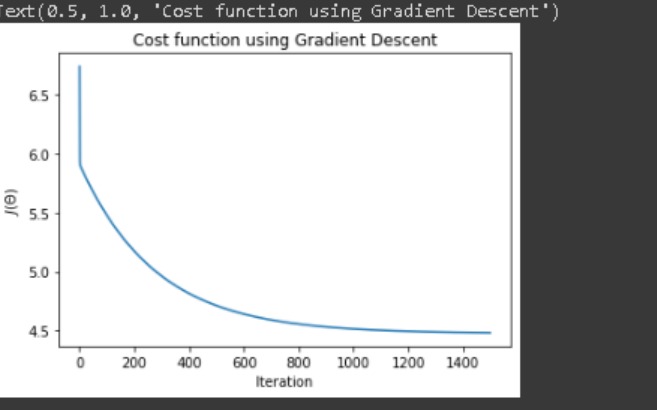 Text(0.5, 1.0, 'Cost function using Gradient Descent')
Cost function using Gradient Descent
6.5
6.0
5.5
5.0
4.5
J(Θ)
0 200 400 600 800 1000 1200 1400
Iteration